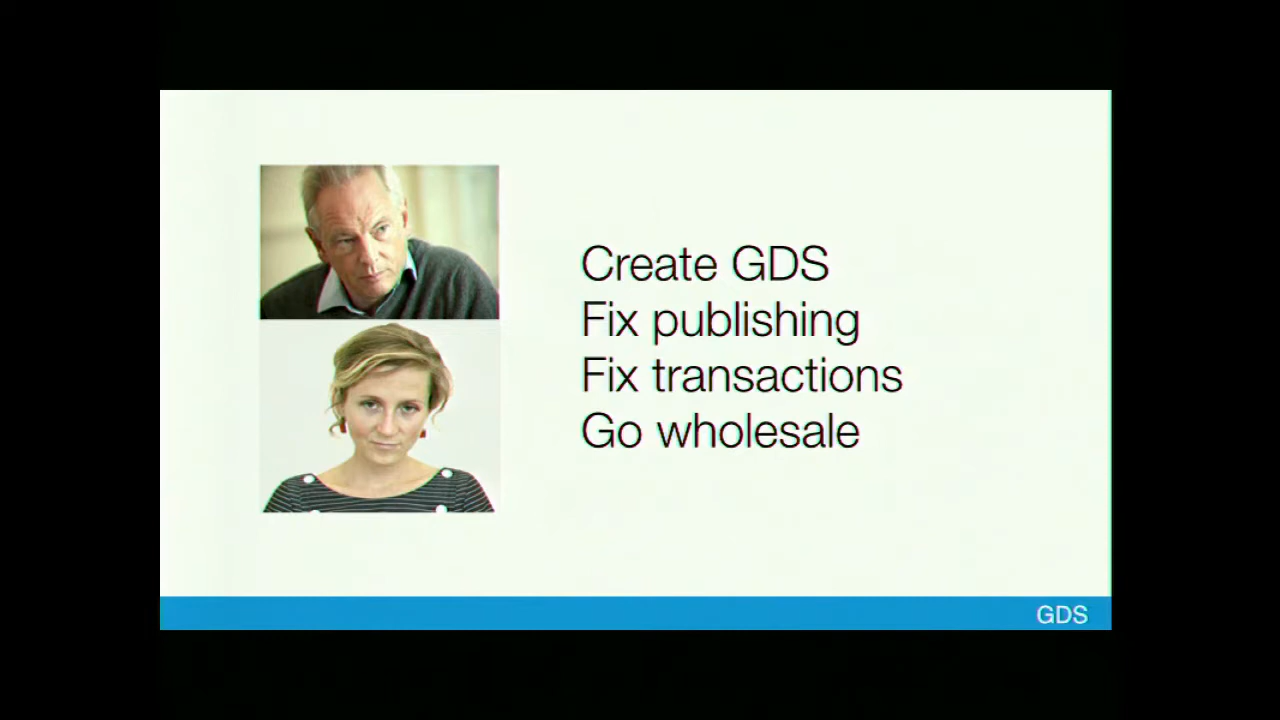 Create GDS
Fix publishing
Fix transactions
Go wholesale
GDS